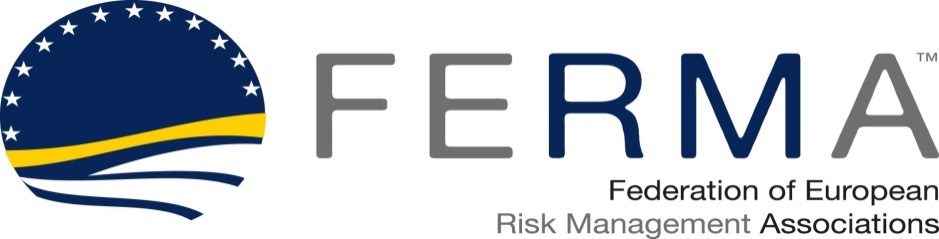 FERMA™
Federation of European
Risk Management Associations